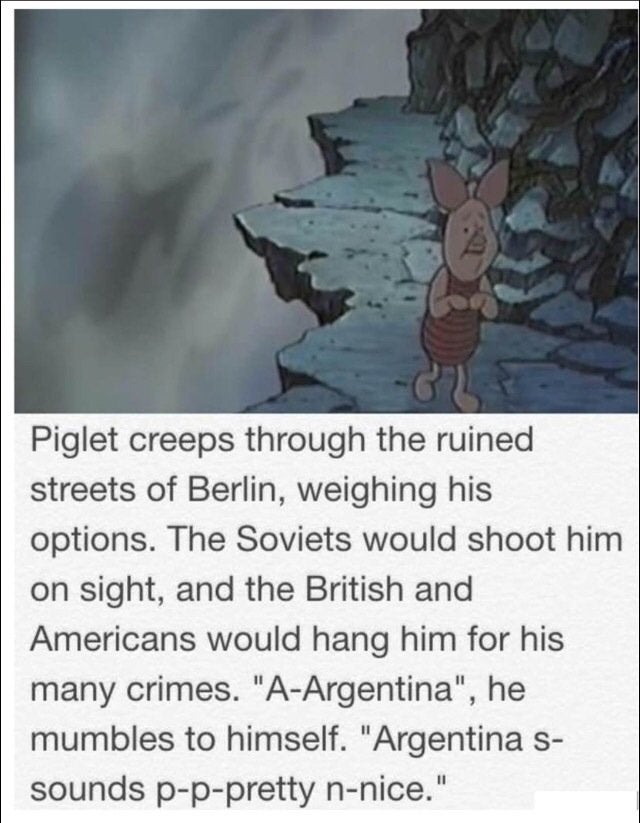 Piglet creeps through the ruined
streets of Berlin, weighing his
options. The Soviets would shoot him
on sight, and the British and
Americans would hang him for his
many crimes. "A-Argentina", he
mumbles to himself. "Argentina s-
sounds p-p-pretty n-nice."